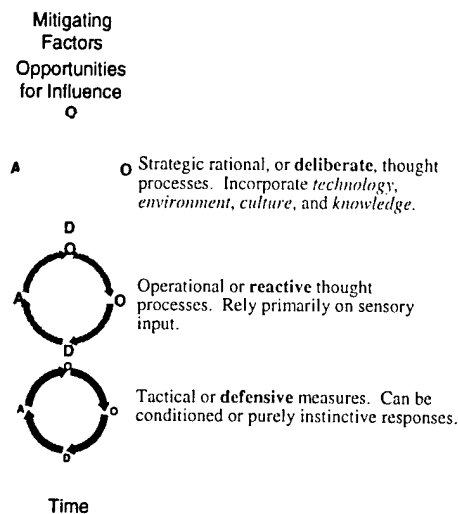 Mitigating
Factors
Opportunities
for Influence
O
A
O Strategic rational, or deliberate, thought
processes. Incorporate technology,
environment, culture, and knowledge.
D
O
A
O
Operational or reactive thought
processes. Rely primarily on sensory
input.
D
O
A
O
Tactical or defensive measures. Can be
conditioned or purely instinctive responses.
D
Time